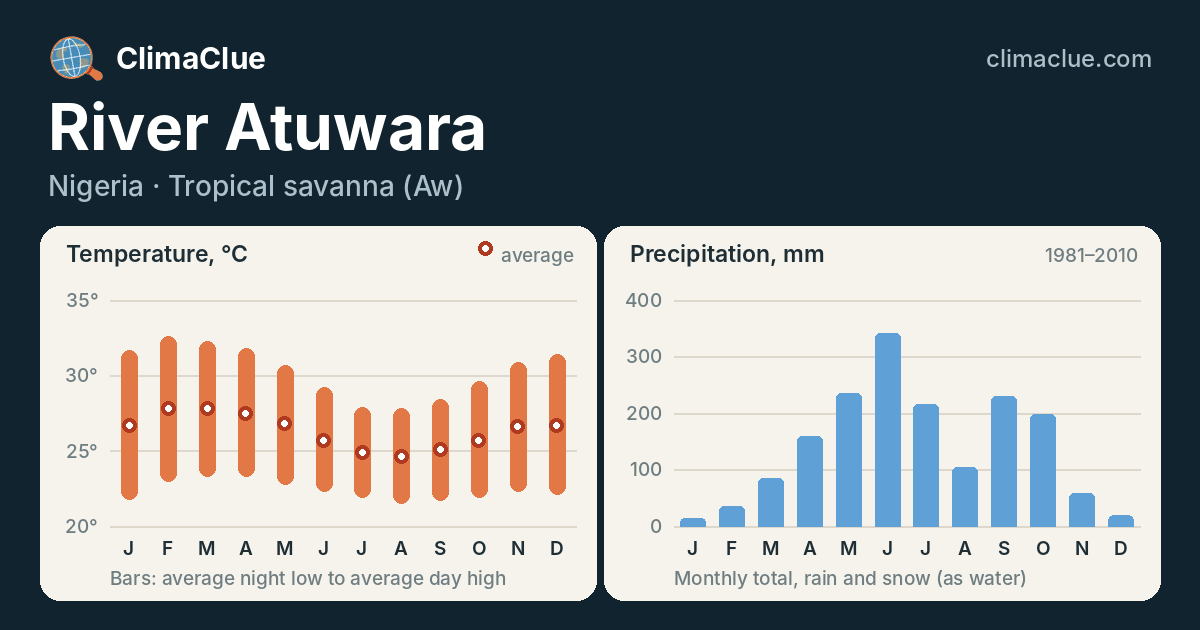 ClimaClue
climaclue.com
River Atuwara
Nigeria · Tropical savanna (Aw)
Temperature, °C
average
35°
30°
25°
20°
J F M A M J J A S O N D
Bars: average night low to average day high
Precipitation, mm
1981–2010
400
300
200
100
0
J F M A M J J A S O N D
Monthly total, rain and snow (as water)